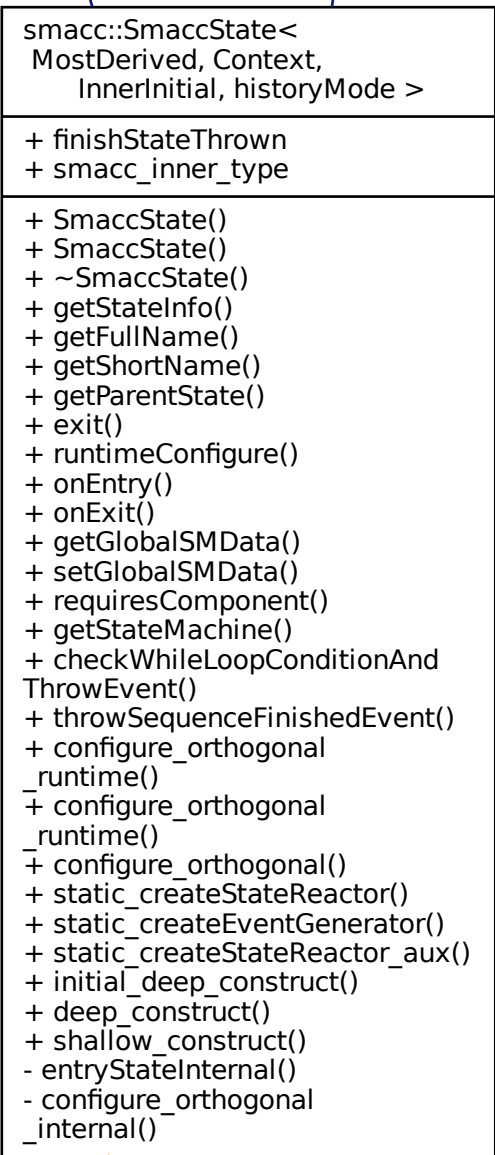 smacc::SmaccState<
MostDerived, Context,
InnerInitial, historyMode >
+ finishStateThrown
+ smacc_inner_type
+ SmaccState()
+ SmaccState()
+ ~SmaccState()
+ getStateInfo()
+ getFullName()
+ getShortName()
+ getParentState()
+ exit()
+ runtimeConfigure()
+ onEntry()
+ onExit()
+ getGlobalSMData()
+ setGlobalSMData()
+ requiresComponent()
+ getStateMachine()
+ checkWhileLoopConditionAnd
ThrowEvent()
+ throwSequenceFinishedEvent()
+ configure_orthogonal
_runtime()
+ configure_orthogonal
_runtime()
+ configure_orthogonal()
+ static_createStateReactor()
+ static_createEventGenerator()
+ static_createStateReactor_aux()
+ initial_deep_construct()
+ deep_construct()
+ shallow_construct()
- entryStateInternal()
- configure_orthogonal
_internal()